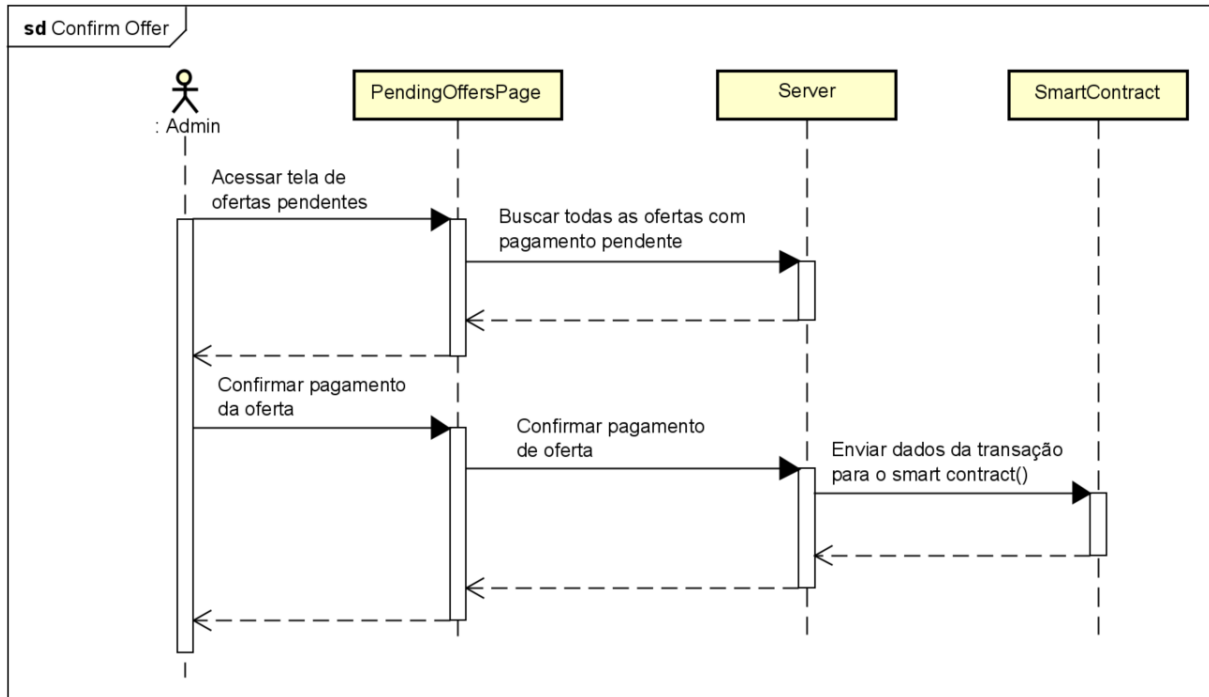 sd Confirm Offer
: Admin
PendingOffersPage
Server
SmartContract
Acessar tela de
ofertas pendentes
Buscar todas as ofertas com
pagamento pendente
Confirmar pagamento
da oferta
Confirmar pagamento
de oferta
Enviar dados da transação
para o smart contract()